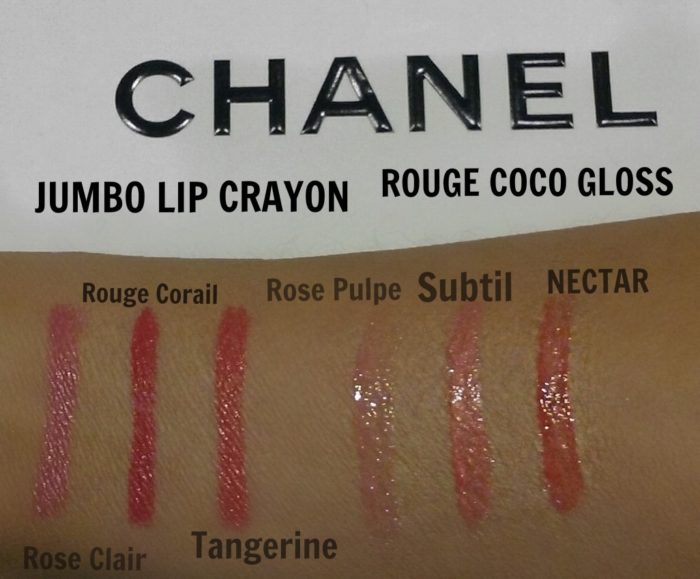 CHANEL
JUMBO LIP CRAYON
ROUGE COCO GLOSS
Rouge Corail
Rose Pulpe
Subtil
NECTAR
Rose Clair
Tangerine